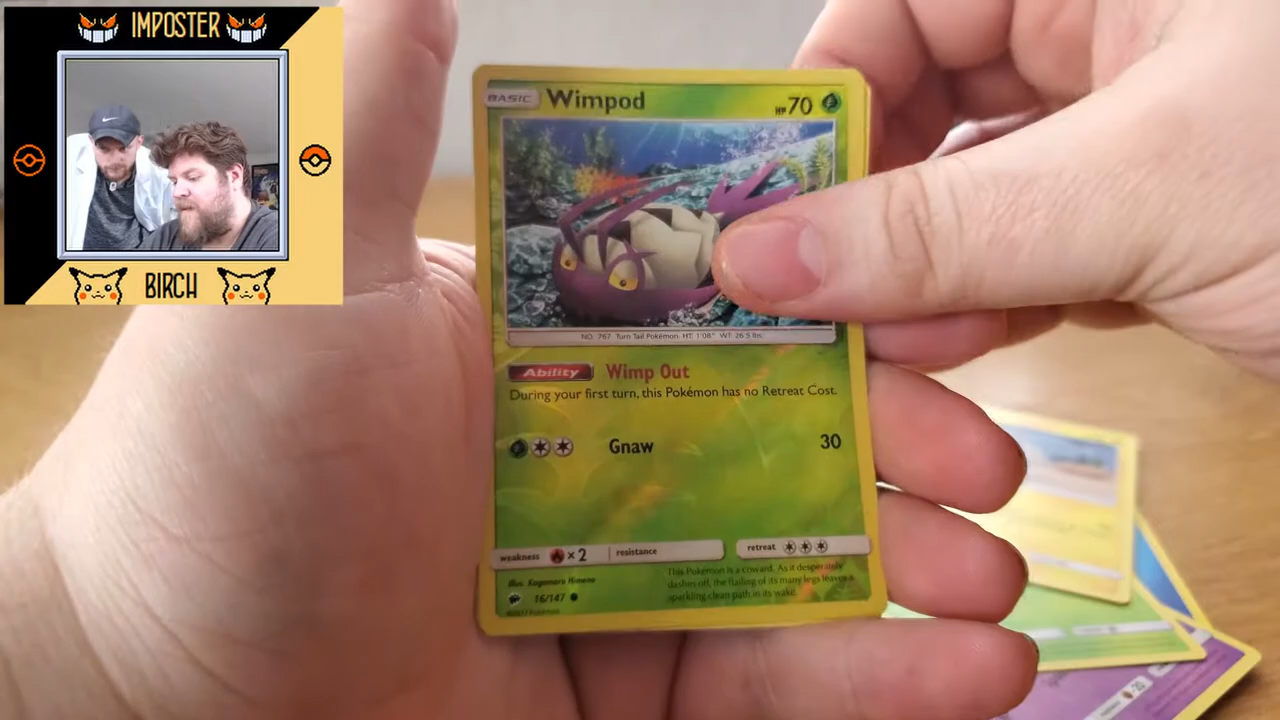 IMPOSTER
BIRCH
BASIC Wimpod HP 70
NO. 767 Turn Tail Pokémon HT: 1'08" WT: 26.5 lbs.
Ability Wimp Out
During your first turn, this Pokémon has no Retreat Cost.
Gnaw 30
weakness ×2 resistance retreat
Illus. Kagemaru Himeno
This Pokémon is a coward. As it desperately
dashes off, the flailing of its many legs leaves a
sparkling clean path in its wake.
16/147